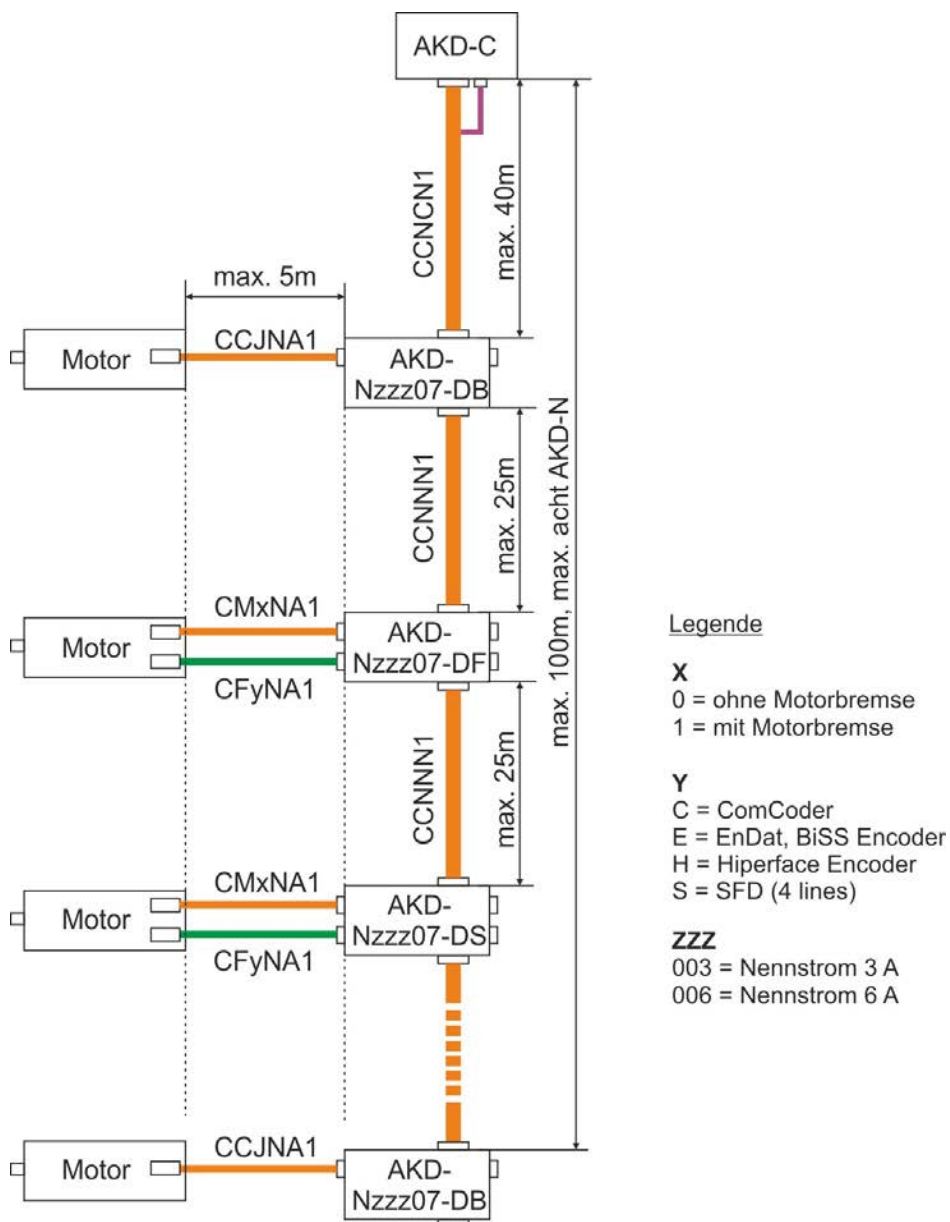 AKD-C
CCNCN1
max. 40m
max. 5m
Motor
CCJNA1
AKD-
Nzzz07-DB
CCNNN1
max. 25m
max. 100m, max. acht AKD-N
Motor
CMxNA1
CFyNA1
AKD-
Nzzz07-DF
CCNNN1
max. 25m
Motor
CMxNA1
CFyNA1
AKD-
Nzzz07-DS
Motor
CCJNA1
AKD-
Nzzz07-DB
Legende
X
0 = ohne Motorbremse
1 = mit Motorbremse
Y
C = ComCoder
E = EnDat, BiSS Encoder
H = Hiperface Encoder
S = SFD (4 lines)
ZZZ
003 = Nennstrom 3 A
006 = Nennstrom 6 A